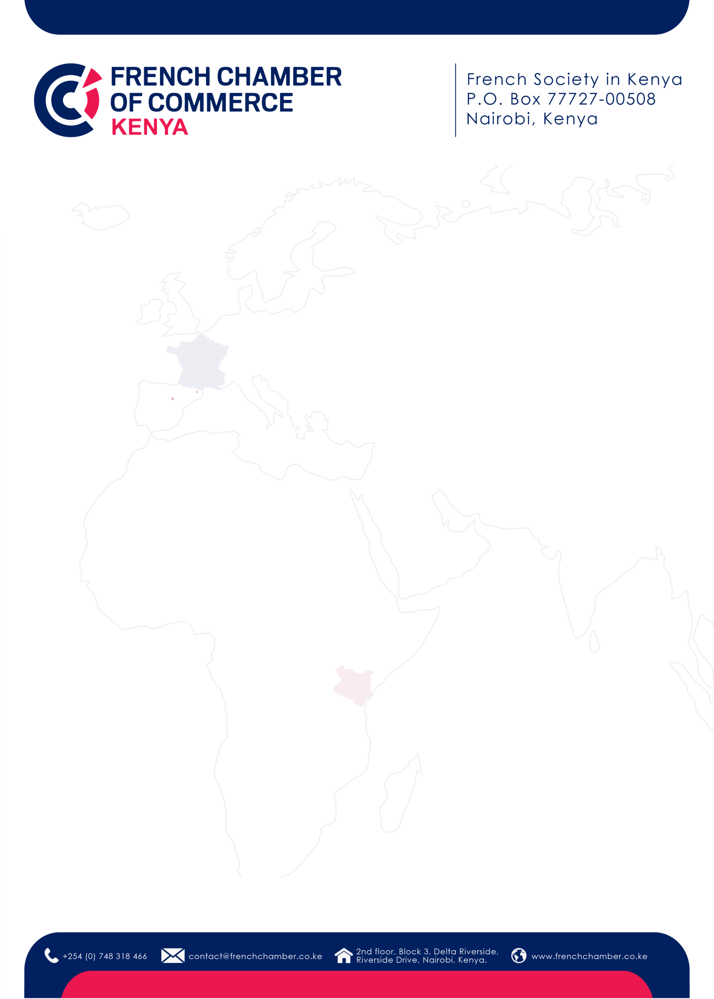 FRENCH CHAMBER
OF COMMERCE
KENYA
French Society in Kenya
P.O. Box 77727-00508
Nairobi, Kenya
+254 (0) 748 318 466
contact@frenchchamber.co.ke
2nd floor, Block 3, Delta Riverside,
Riverside Drive, Nairobi, Kenya.
www.frenchchamber.co.ke